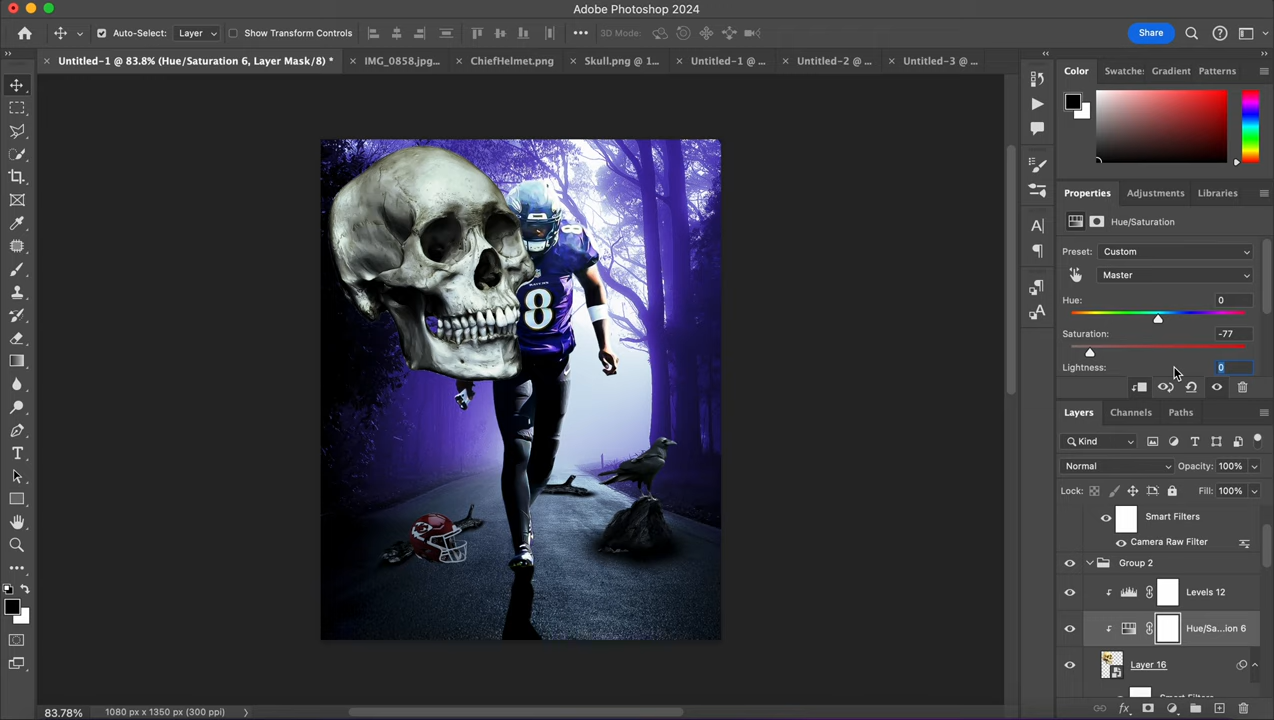 Adobe Photoshop 2024
Auto-Select: Layer Show Transform Controls 3D Mode: Share
Untitled-1 @ 83.8% (Hue/Saturation 6, Layer Mask/8) * IMG_0858.jpg... ChiefHelmet.png Skull.png @ 1... Untitled-1 @ ... Untitled-2 @ ... Untitled-3 @ ...
Color Swatches Gradient Patterns
Properties Adjustments Libraries
Hue/Saturation
Preset: Custom
Master
Hue: 0
Saturation: -77
Lightness: 0
8
Layers Channels Paths
Kind
Normal Opacity: 100%
Lock: Fill: 100%
Smart Filters
Camera Raw Filter
Group 2
Levels 12
Hue/Sa...ion 6
Layer 16
Smart Filters
83.78% 1080 px x 1350 px (300 ppi)